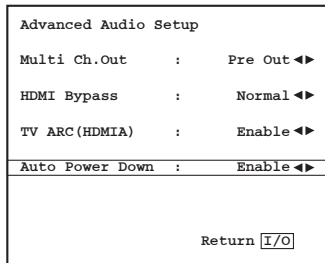 Advanced Audio Setup
Multi Ch.Out : Pre Out ◄►
HDMI Bypass : Normal ◄►
TV ARC(HDMIA) : Enable ◄►
Auto Power Down : Enable ◄►
Return I/O